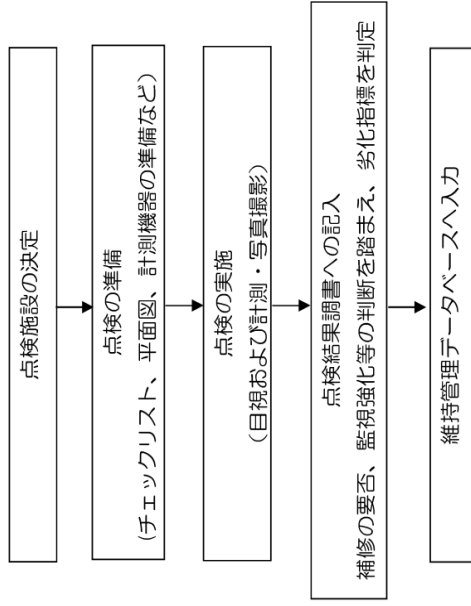 点検施設の決定
点検の準備
(チェックリスト、平面図、計測機器の準備など)
点検の実施
(目視および計測・写真撮影)
点検結果調書への記入
補修の要否、監視強化等の判断を踏まえ、劣化指標を判定
維持管理データベースへ入力